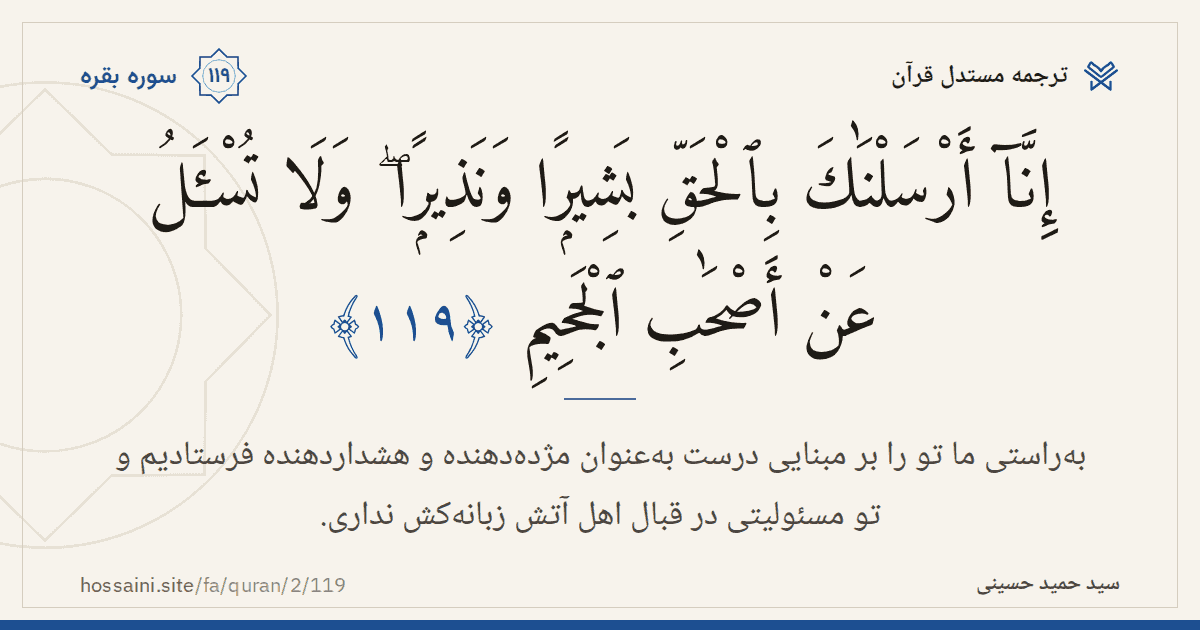 ترجمه مستدل قرآن
سوره بقره ۱۱۹
إِنَّآ أَرْسَلْنَٰكَ بِٱلْحَقِّ بَشِيرًۭا وَنَذِيرًۭا ۖ وَلَا تُسْـَٔلُ
عَنْ أَصْحَٰبِ ٱلْجَحِيمِ ﴿١١٩﴾
به‌راستی ما تو را بر مبنایی درست به‌عنوان مژده‌دهنده و هشداردهنده فرستادیم و
تو مسئولیتی در قبال اهل آتش زبانه‌کش نداری.
سید حمید حسینی
hossaini.site/fa/quran/2/119